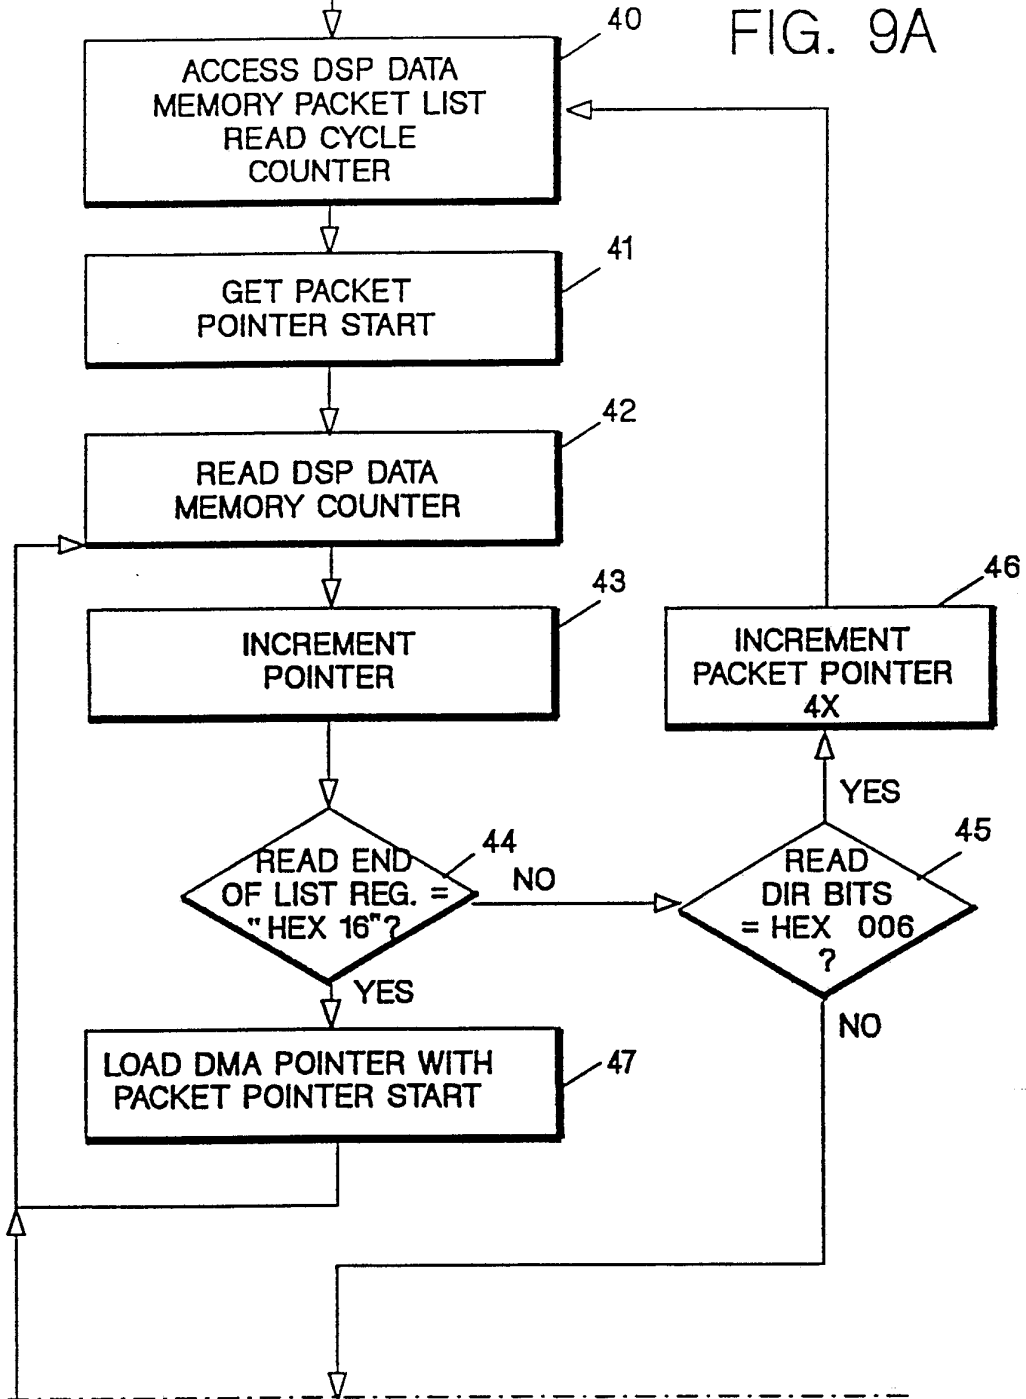 FIG. 9A
40
ACCESS DSP DATA
MEMORY PACKET LIST
READ CYCLE
COUNTER
41
GET PACKET
POINTER START
42
READ DSP DATA
MEMORY COUNTER
43
INCREMENT
POINTER
46
INCREMENT
PACKET POINTER
4X
YES
44
READ END
OF LIST REG. =
"HEX 16"?
NO
45
READ
DIR BITS
= HEX 006
?
YES
NO
LOAD DMA POINTER WITH
PACKET POINTER START
47